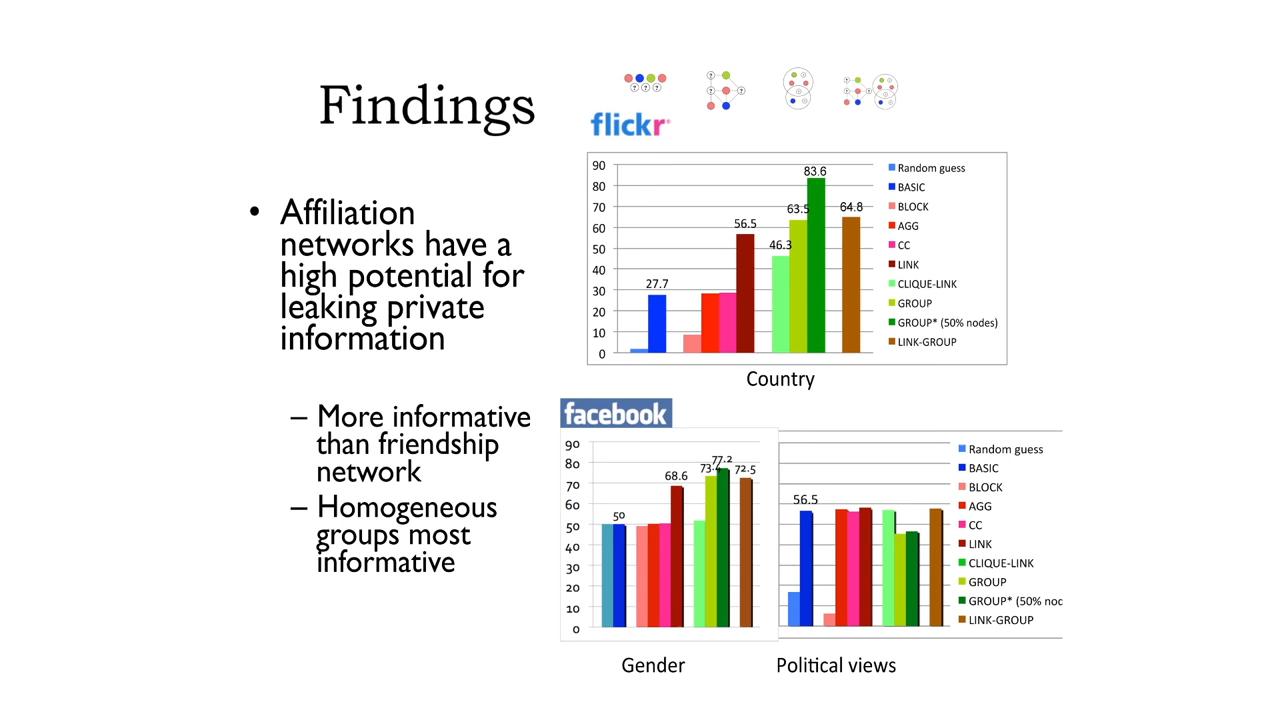 Findings
• Affiliation
networks have a
high potential for
leaking private
information
– More informative
than friendship
network
– Homogeneous
groups most
informative
? ? ?
flickr
90
80
70
60
50
40
30
20
10
0
27.7
56.5
46.3
63.5
83.6
64.8
Random guess
BASIC
BLOCK
AGG
CC
LINK
CLIQUE-LINK
GROUP
GROUP* (50% nodes)
LINK-GROUP
Country
facebook
90
80
70
60
50
40
30
20
10
0
50
68.6
73.4
77.2
72.5
Gender
56.5
Random guess
BASIC
BLOCK
AGG
CC
LINK
CLIQUE-LINK
GROUP
GROUP* (50% noc
LINK-GROUP
Political views